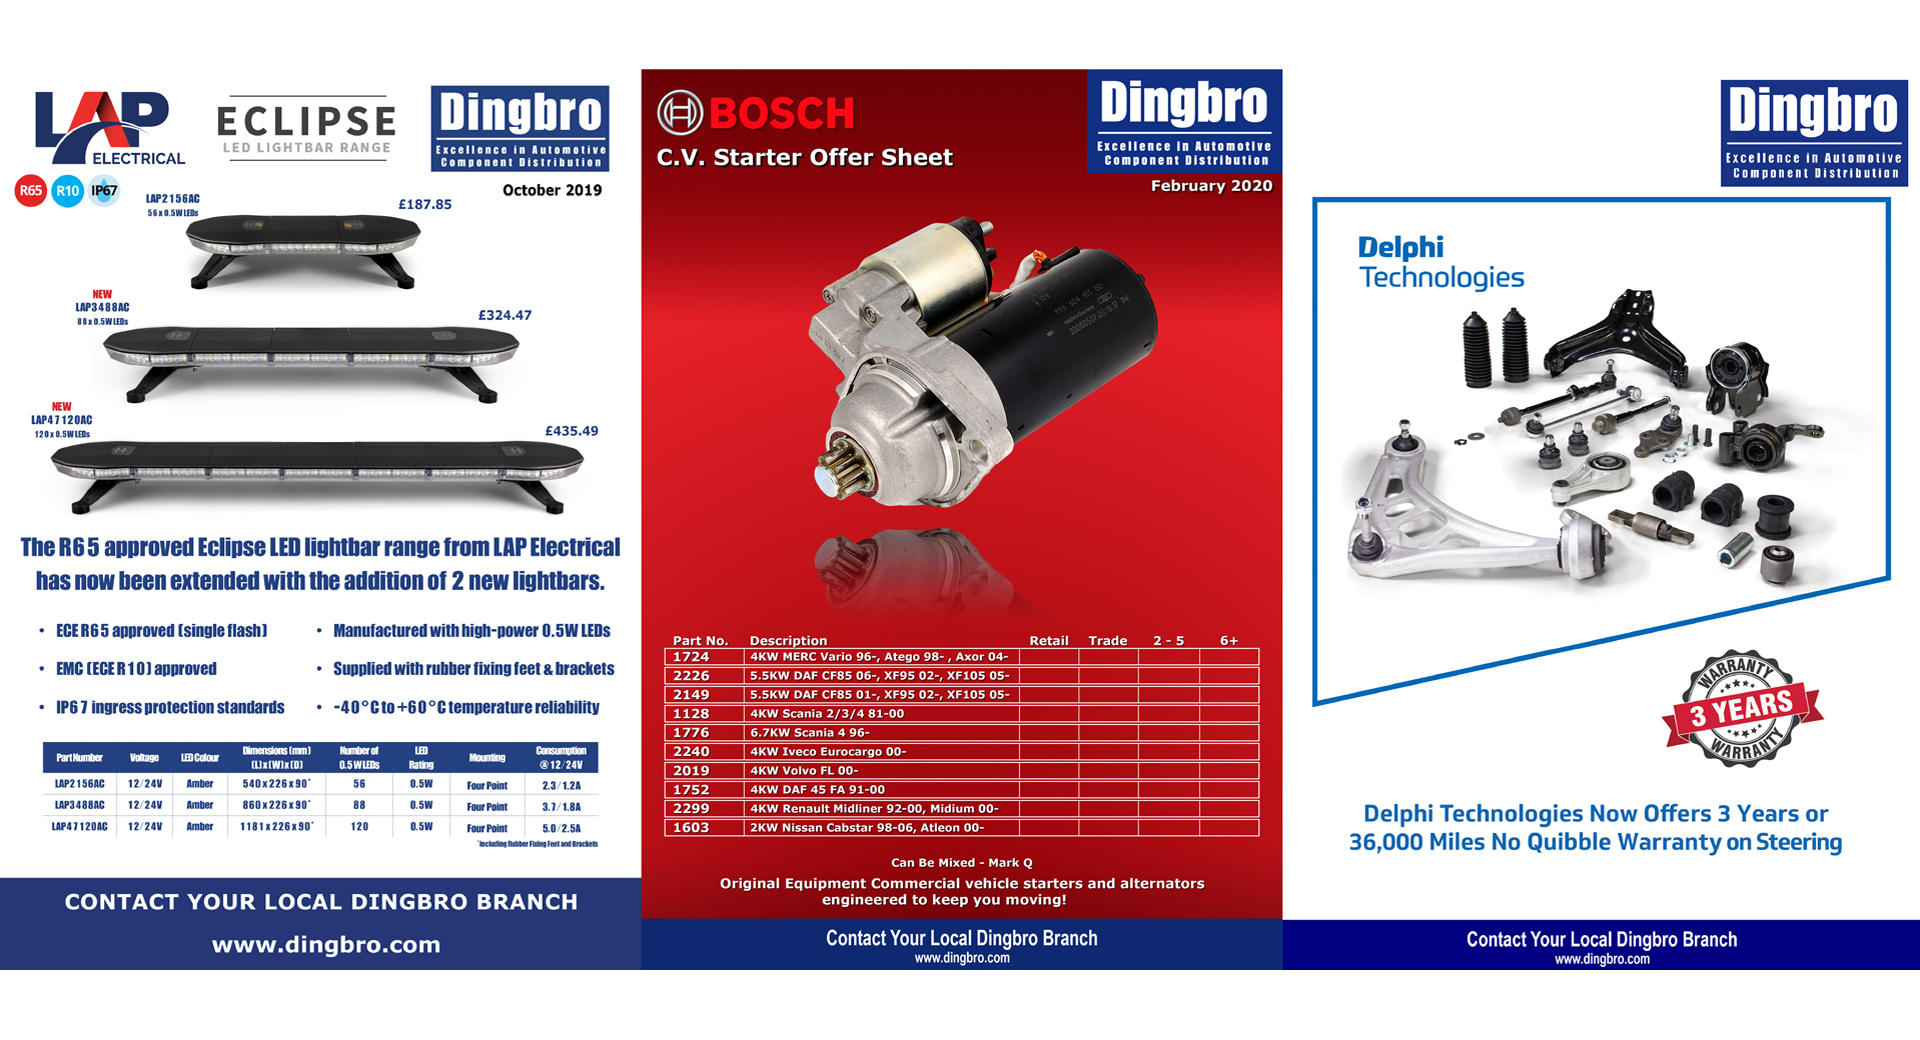 LAP
ELECTRICAL
ECLIPSE
LED LIGHTBAR RANGE
Dingbro
Excellence in Automotive
Component Distribution
October 2019
R65 R10 IP67
LAP2156AC
56 x 0.5W LEDs
£187.85
NEW
LAP3488AC
88 x 0.5W LEDs
£324.47
NEW
LAP47120AC
120 x 0.5W LEDs
£435.49
The R65 approved Eclipse LED lightbar range from LAP Electrical
has now been extended with the addition of 2 new lightbars.
• ECE R65 approved (single flash)
• EMC (ECE R10) approved
• IP67 ingress protection standards
• Manufactured with high-power 0.5W LEDs
• Supplied with rubber fixing feet & brackets
• -40°C to +60°C temperature reliability
Part Number Voltage LED Colour Dimensions (mm) (L) x (W) x (D) Number of 0.5W LEDs LED Rating Mounting Consumption @ 12/24V
LAP2156AC 12/24V Amber 540 x 226 x 90* 56 0.5W Four Point 2.3/1.2A
LAP3488AC 12/24V Amber 860 x 226 x 90* 88 0.5W Four Point 3.7/1.8A
LAP47120AC 12/24V Amber 1181 x 226 x 90* 120 0.5W Four Point 5.0/2.5A
*Including Rubber Fixing Feet and Brackets
CONTACT YOUR LOCAL DINGBRO BRANCH
www.dingbro.com
BOSCH
C.V. Starter Offer Sheet
Dingbro
Excellence in Automotive
Component Distribution
February 2020
Part No. Description Retail Trade 2 - 5 6+
1724 4KW MERC Vario 96-, Atego 98- , Axor 04-
2226 5.5KW DAF CF85 06-, XF95 02-, XF105 05-
2149 5.5KW DAF CF85 01-, XF95 02-, XF105 05-
1128 4KW Scania 2/3/4 81-00
1776 6.7KW Scania 4 96-
2240 4KW Iveco Eurocargo 00-
2019 4KW Volvo FL 00-
1752 4KW DAF 45 FA 91-00
2299 4KW Renault Midliner 92-00, Midium 00-
1603 2KW Nissan Cabstar 98-06, Atleon 00-
Can Be Mixed - Mark Q
Original Equipment Commercial vehicle starters and alternators
engineered to keep you moving!
Contact Your Local Dingbro Branch
www.dingbro.com
Dingbro
Excellence in Automotive
Component Distribution
Delphi
Technologies
WARRANTY
3 YEARS
WARRANTY
Delphi Technologies Now Offers 3 Years or
36,000 Miles No Quibble Warranty on Steering
Contact Your Local Dingbro Branch
www.dingbro.com